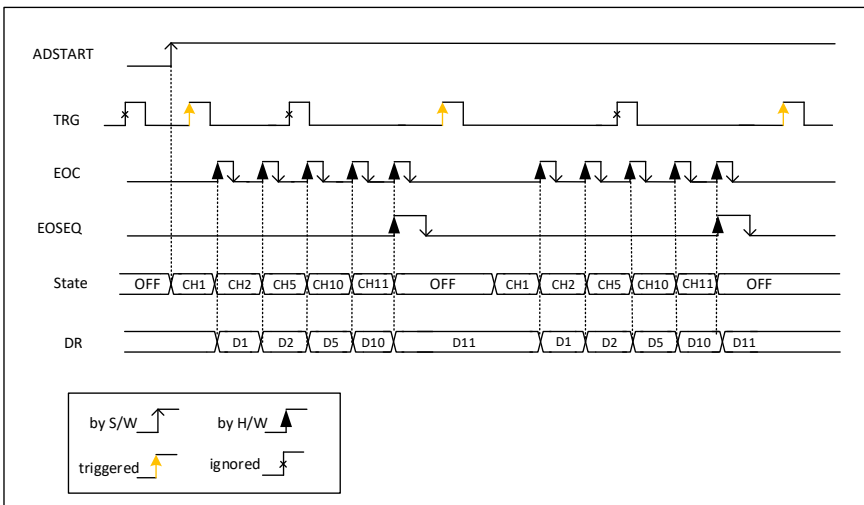 ADSTART
TRG
EOC
EOSEQ
State OFF CH1 CH2 CH5 CH10 CH11 OFF CH1 CH2 CH5 CH10 CH11 OFF
DR D1 D2 D5 D10 D11 D1 D2 D5 D10 D11
by S/W by H/W
triggered ignored